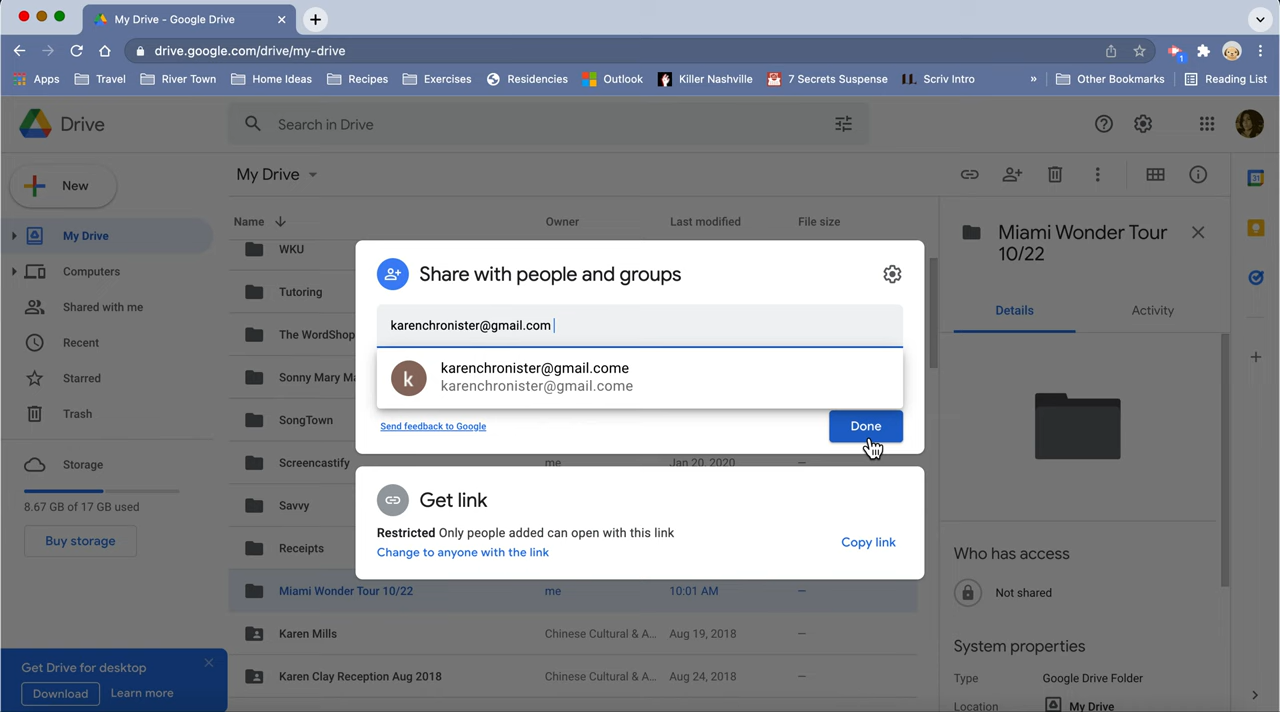 My Drive - Google Drive
drive.google.com/drive/my-drive
1
Apps Travel River Town Home Ideas Recipes Exercises Residencies Outlook Killer Nashville 7 Secrets Suspense Scriv Intro » Other Bookmarks Reading List
Drive
Search in Drive
New
My Drive
Computers
Shared with me
Recent
Starred
Trash
Storage
8.67 GB of 17 GB used
Buy storage
Get Drive for desktop
Download Learn more
My Drive
Name Owner Last modified File size
WKU
Tutoring
The WordShop
Sonny Mary Ma
SongTown
Screencastify me Jan 20, 2020 —
Savvy
Receipts
Miami Wonder Tour 10/22 me 10:01 AM —
Karen Mills Chinese Cultural & A... Aug 19, 2018 —
Karen Clay Reception Aug 2018 Chinese Cultural & A... Aug 24, 2018 —
Share with people and groups
karenchronister@gmail.com
k
karenchronister@gmail.come
karenchronister@gmail.come
Send feedback to Google
Done
Get link
Restricted Only people added can open with this link
Change to anyone with the link
Copy link
Miami Wonder Tour
10/22
Details Activity
Who has access
Not shared
System properties
Type Google Drive Folder
Location My Drive
31